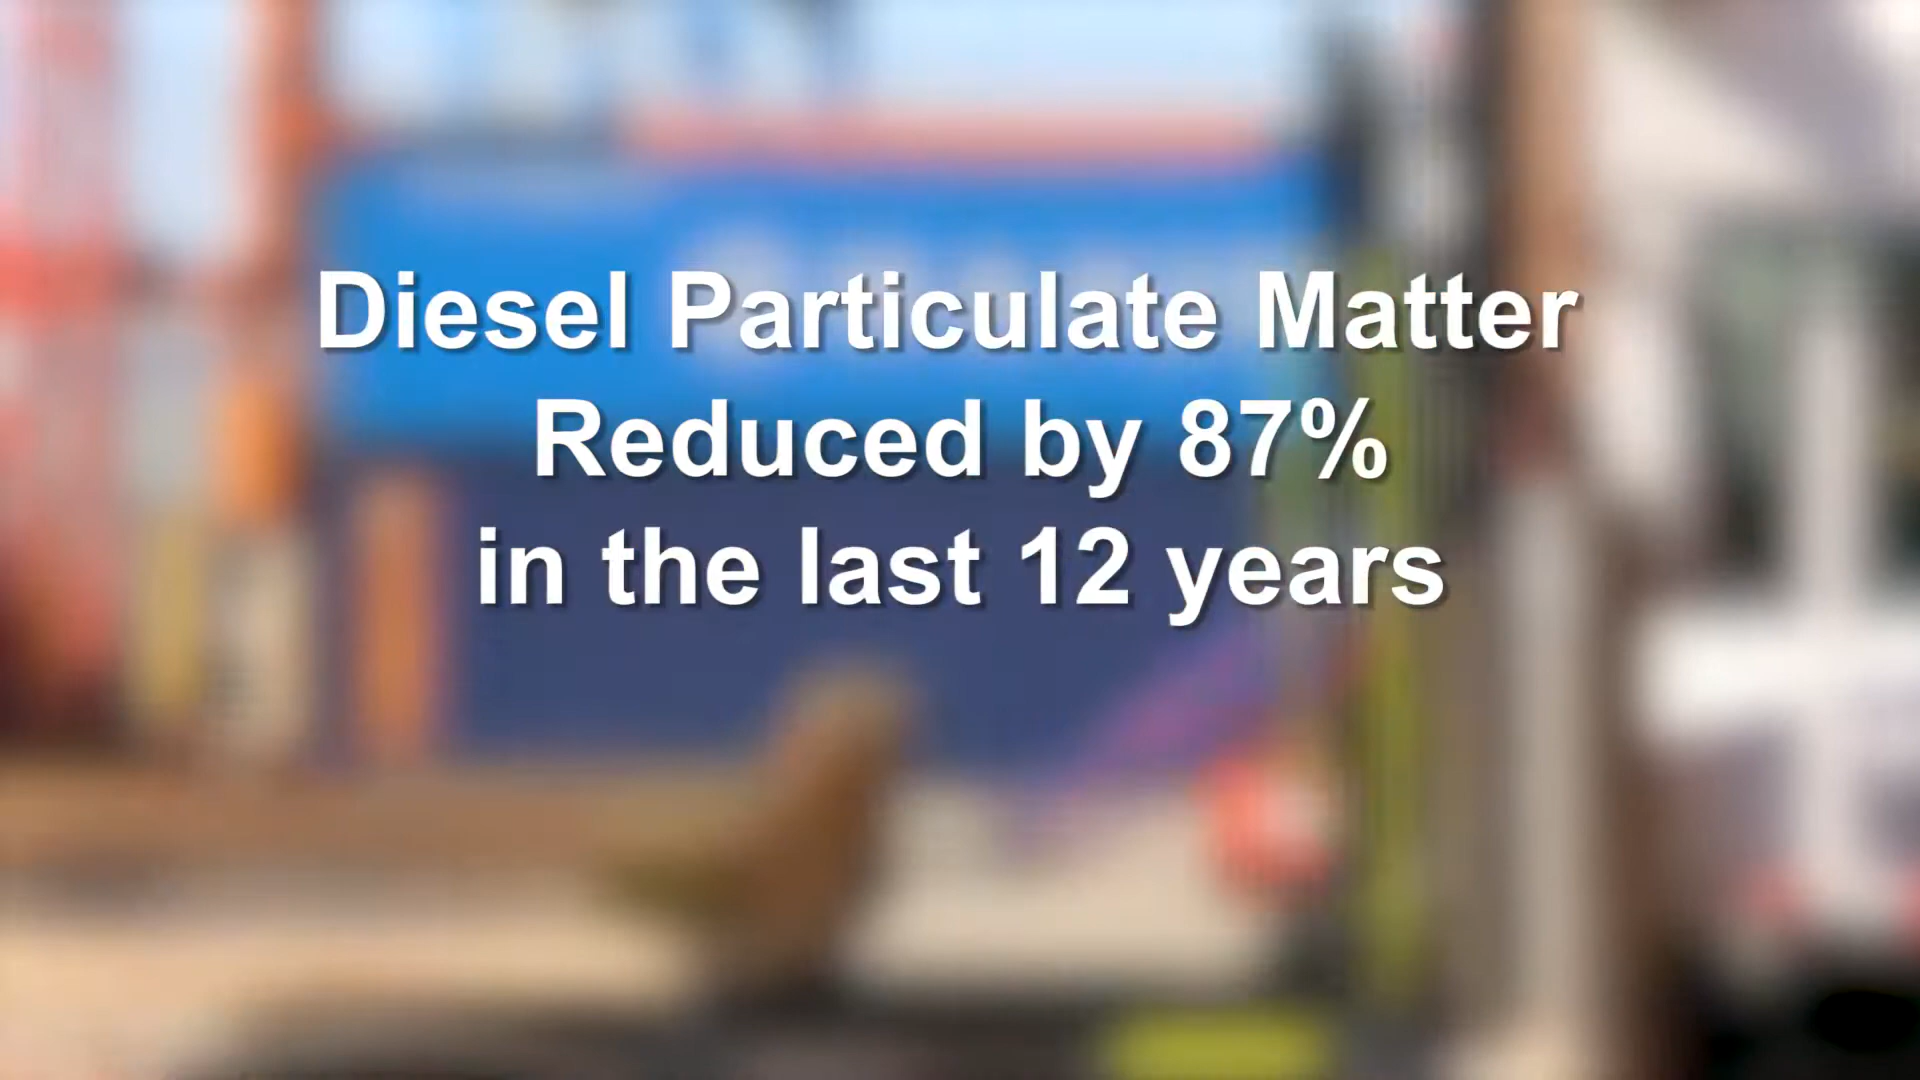 Diesel Particulate Matter
Reduced by 87%
in the last 12 years